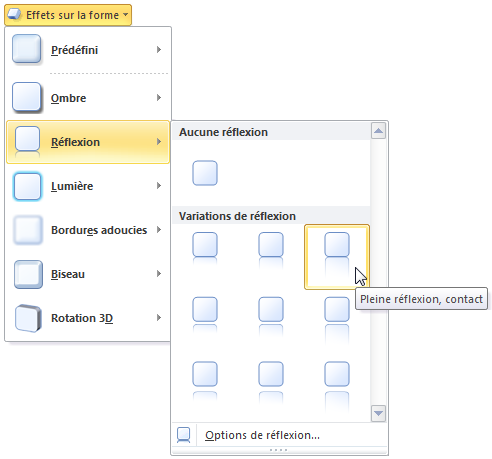 Effets sur la forme
Prédéfini
Ombre
Réflexion
Lumière
Bordures adoucies
Biseau
Rotation 3D
Aucune réflexion
Variations de réflexion
Pleine réflexion, contact
Options de réflexion...